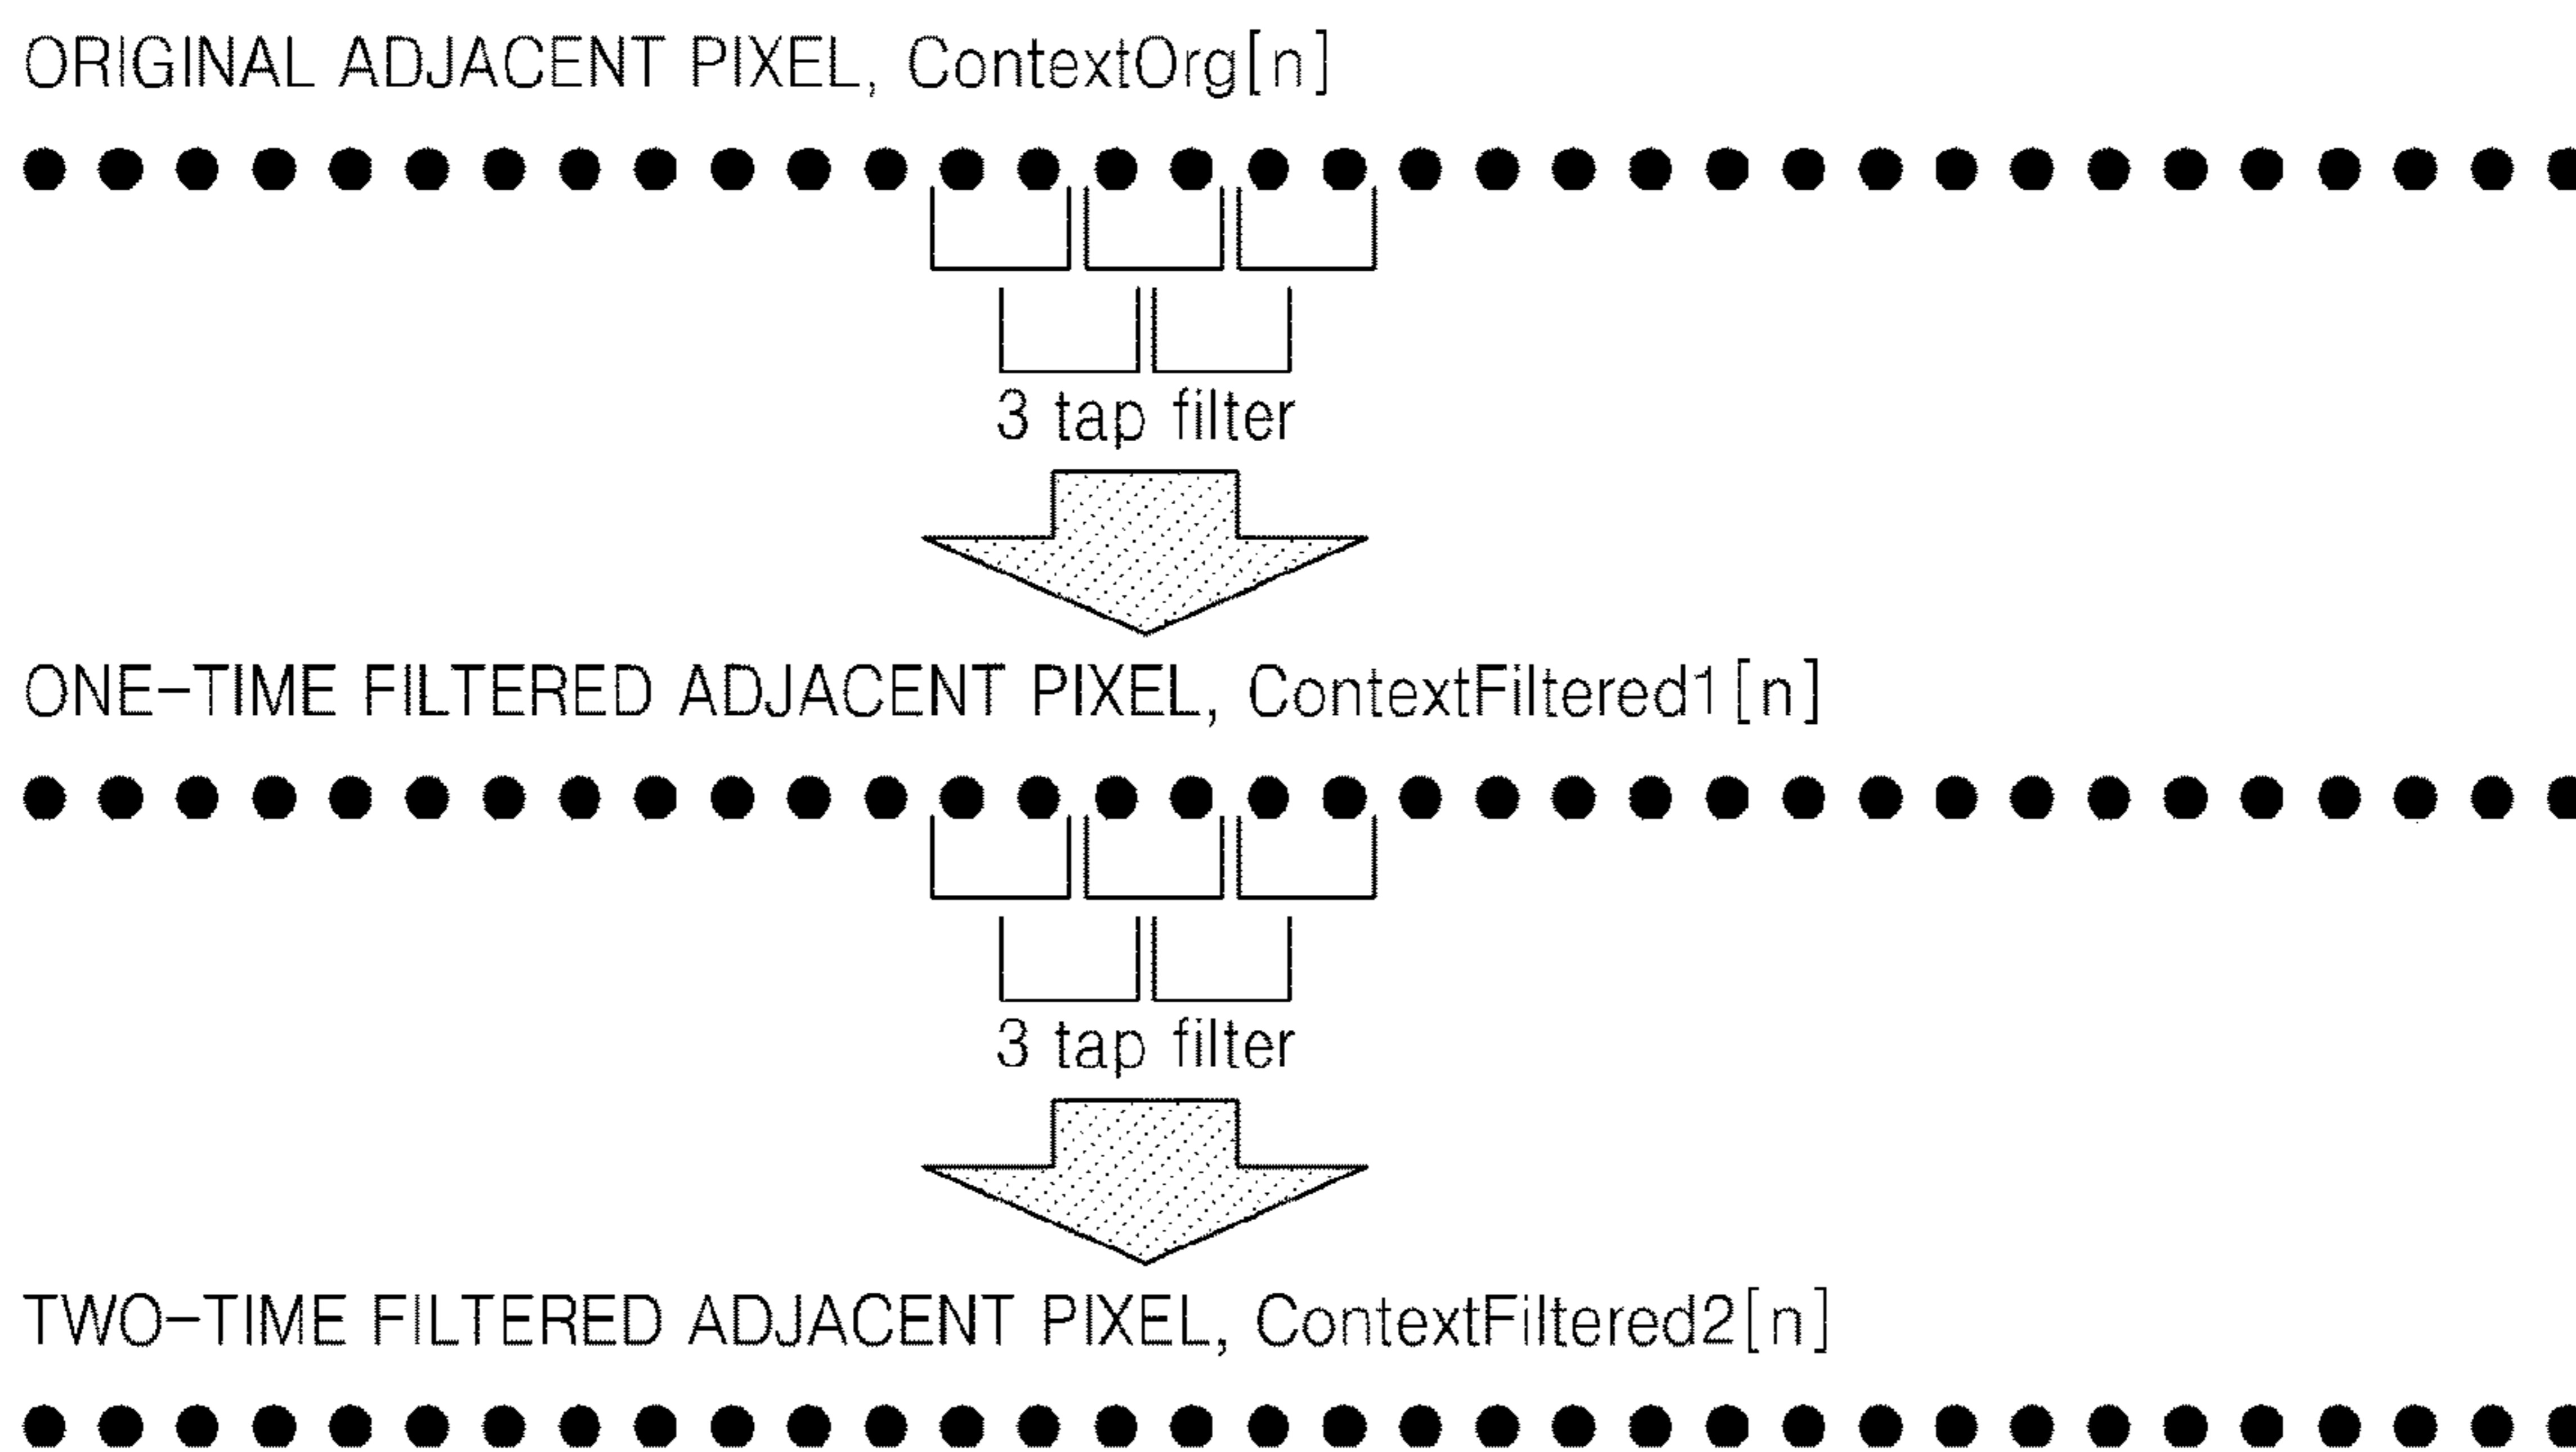 ORIGINAL ADJACENT PIXEL, ContextOrg[n]
3 tap filter
ONE-TIME FILTERED ADJACENT PIXEL, ContextFiltered1[n]
3 tap filter
TWO-TIME FILTERED ADJACENT PIXEL, ContextFiltered2[n]